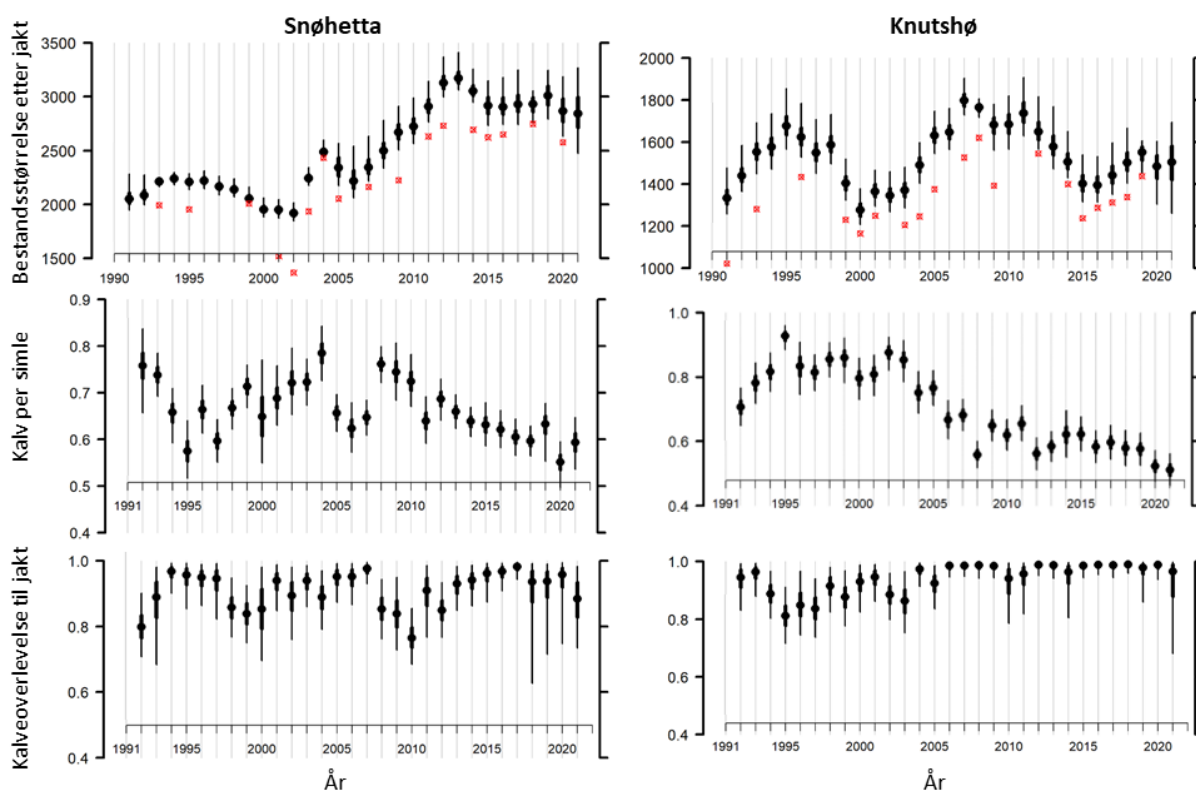 Snøhetta
Knutshø
Bestandsstørrelse etter jakt
3500
3000
2500
2000
1500
1990 1995 2000 2005 2010 2015 2020
2000
1800
1600
1400
1200
1000
1990 1995 2000 2005 2010 2015 2020
Kalv per simle
0.9
0.8
0.7
0.6
0.5
0.4
1991 1995 2000 2005 2010 2015 2020
1.0
0.8
0.6
0.4
1991 1995 2000 2005 2010 2015 2020
Kalveoverlevelse til jakt
1.0
0.8
0.6
0.4
1991 1995 2000 2005 2010 2015 2020
1.0
0.8
0.6
0.4
1991 1995 2000 2005 2010 2015 2020
År
År